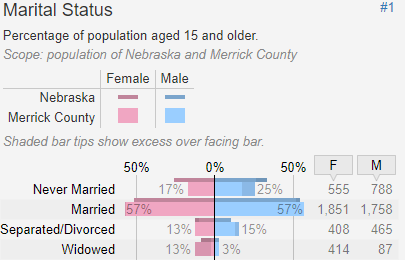 Marital Status #1
Percentage of population aged 15 and older.
Scope: population of Nebraska and Merrick County
Female Male
Nebraska
Merrick County
Shaded bar tips show excess over facing bar.
50% 0% 50% F M
Never Married 17% 25% 555 788
Married 57% 57% 1,851 1,758
Separated/Divorced 13% 15% 408 465
Widowed 13% 3% 414 87